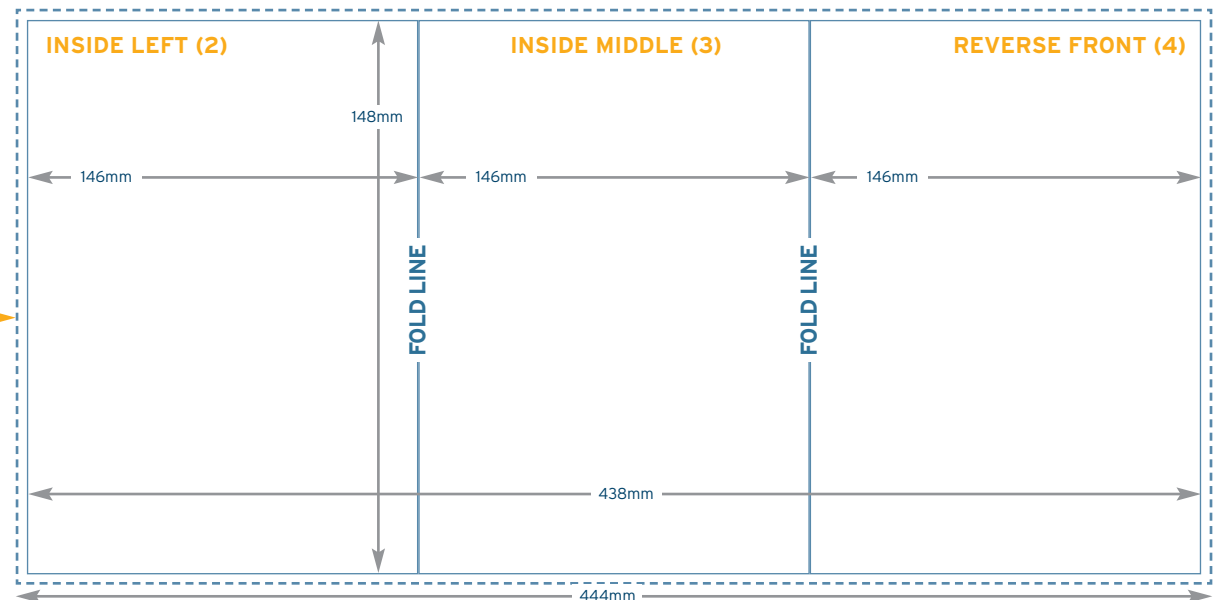 INSIDE LEFT (2)
INSIDE MIDDLE (3)
REVERSE FRONT (4)
148mm
146mm
146mm
146mm
FOLD LINE
FOLD LINE
438mm
444mm